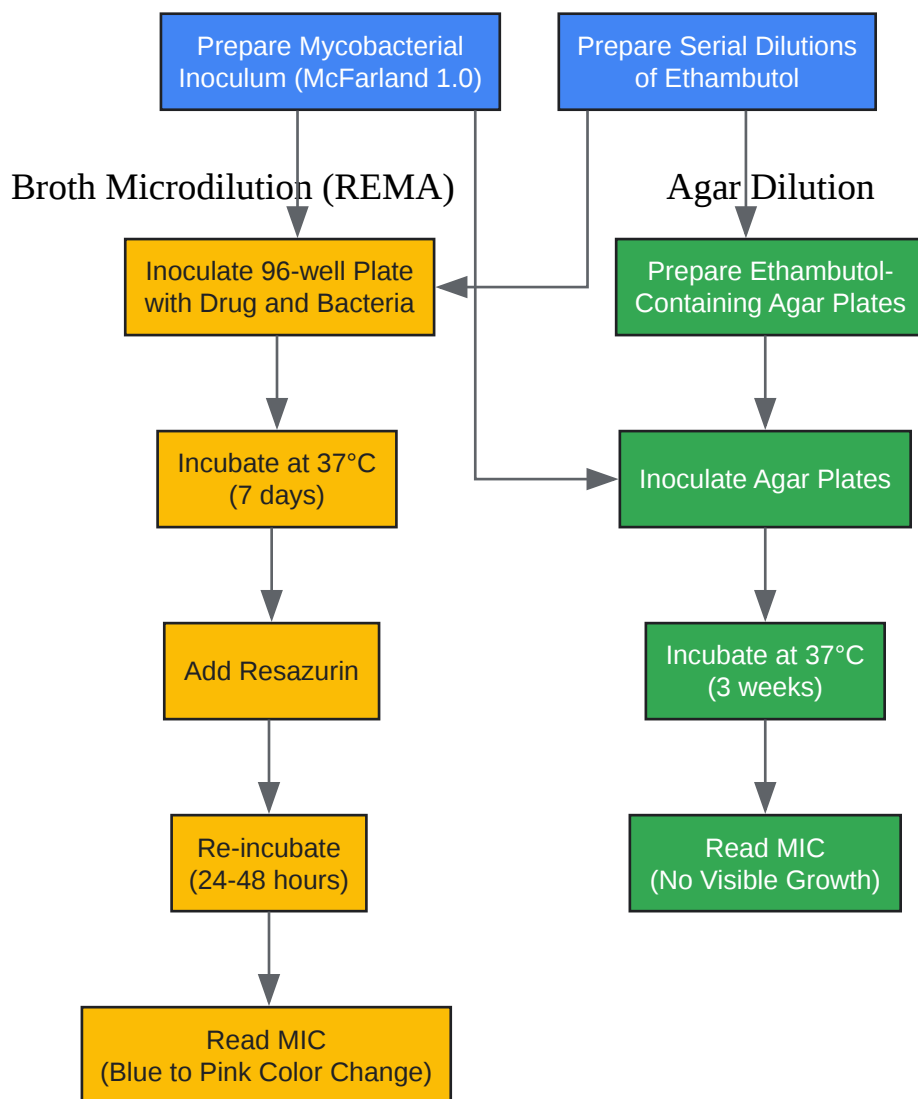 Prepare Mycobacterial
Inoculum (McFarland 1.0)
Prepare Serial Dilutions
of Ethambutol
Broth Microdilution (REMA)
Agar Dilution
Inoculate 96-well Plate
with Drug and Bacteria
Prepare Ethambutol-
Containing Agar Plates
Incubate at 37°C
(7 days)
Inoculate Agar Plates
Add Resazurin
Incubate at 37°C
(3 weeks)
Re-incubate
(24-48 hours)
Read MIC
(No Visible Growth)
Read MIC
(Blue to Pink Color Change)